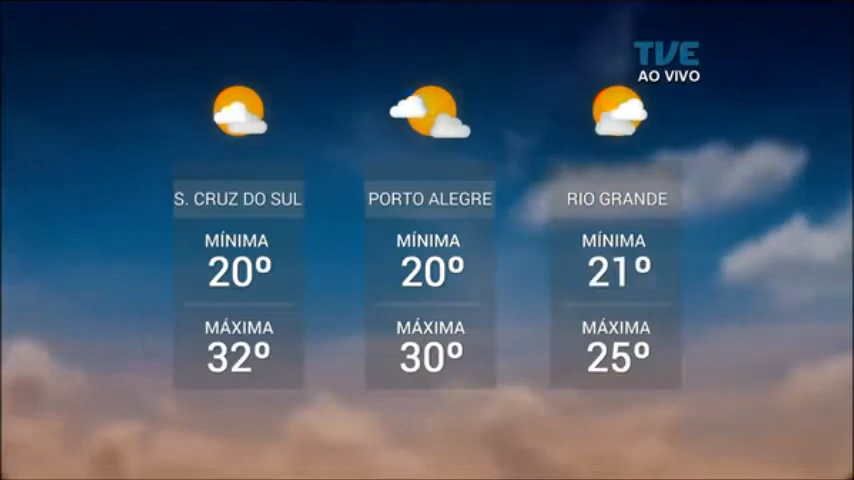 TVE
AO VIVO
S. CRUZ DO SUL
MÍNIMA
20º
MÁXIMA
32º
PORTO ALEGRE
MÍNIMA
20º
MÁXIMA
30º
RIO GRANDE
MÍNIMA
21º
MÁXIMA
25º